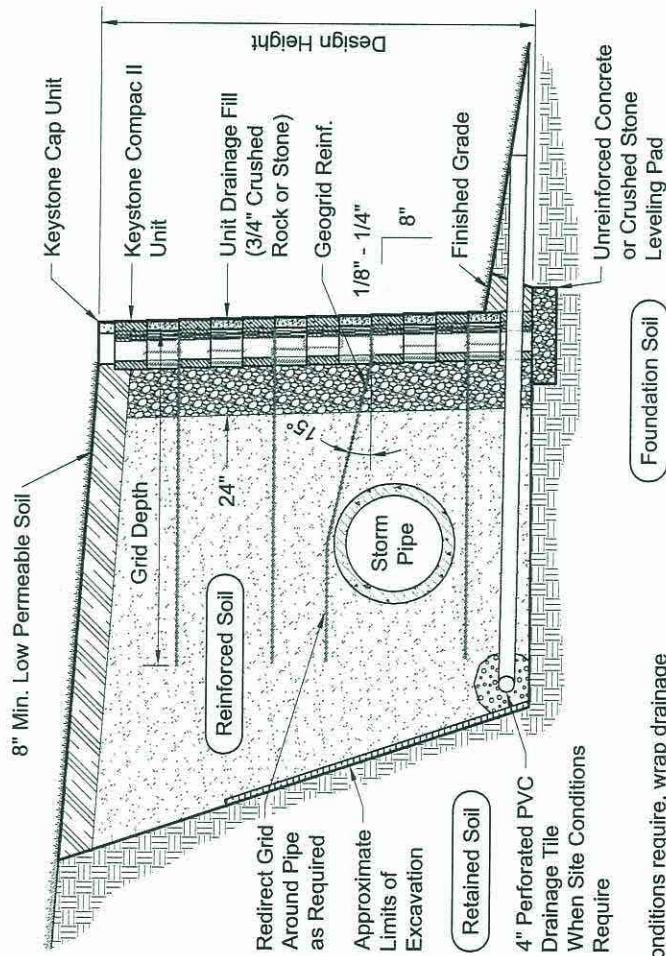 8" Min. Low Permeable Soil
Keystone Cap Unit
Keystone Compac II
Unit
Unit Drainage Fill
(3/4" Crushed
Rock or Stone)
Geogrid Reinf.
1/8" - 1/4"
8"
Finished Grade
Unreinforced Concrete
or Crushed Stone
Leveling Pad
Design Height
Grid Depth
24"
15°
Reinforced Soil
Storm
Pipe
Redirect Grid
Around Pipe
as Required
Approximate
Limits of
Excavation
Retained Soil
4" Perforated PVC
Drainage Tile
When Site Conditions
Require
Foundation Soil
onditions require, wrap drainage